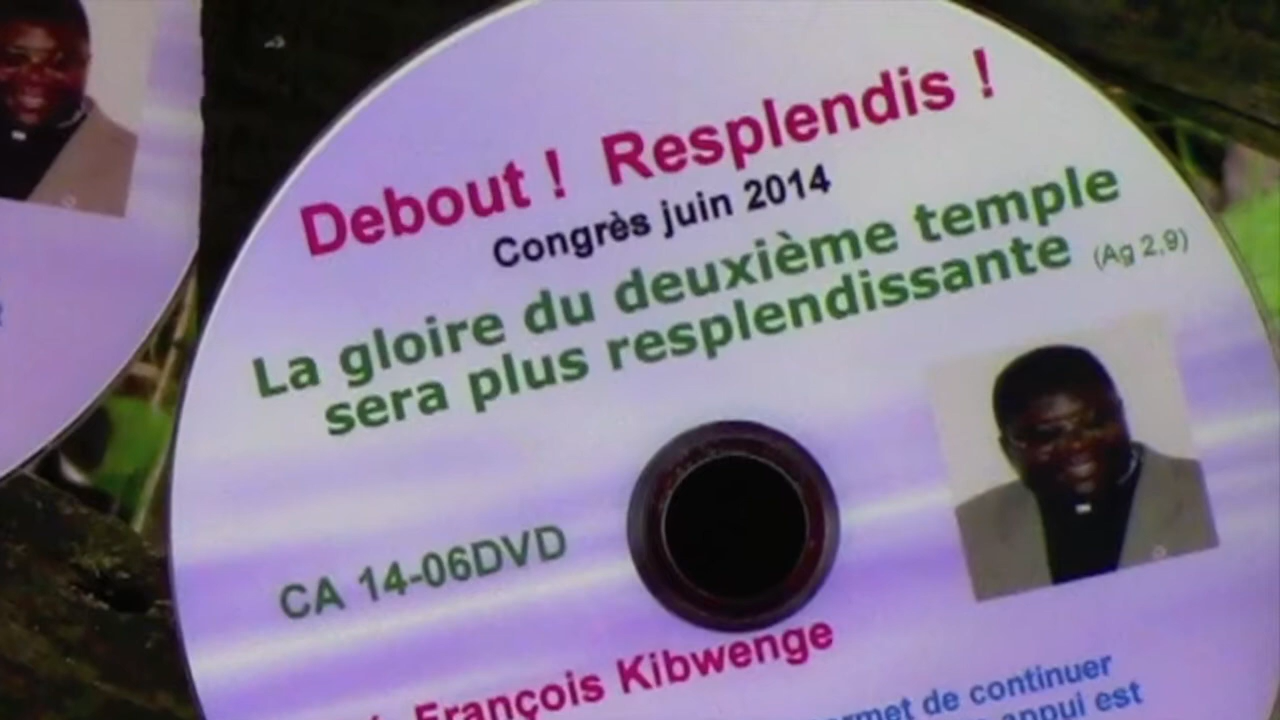 Debout ! Resplendis !
Congrès juin 2014
La gloire du deuxième temple
sera plus resplendissante (Ag 2,9)
CA 14-06DVD
François Kibwenge
de continuer
appui est